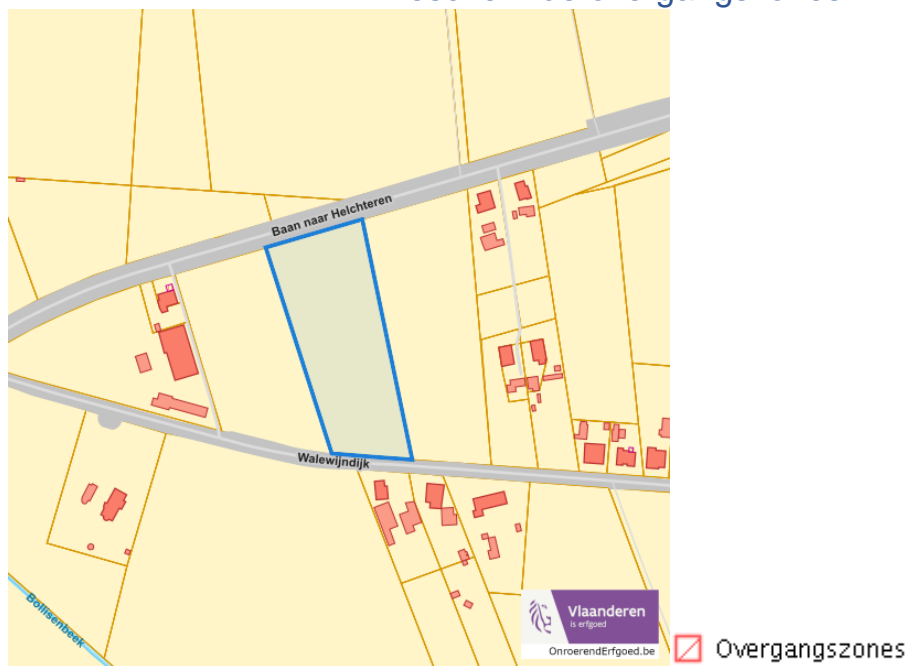 Baan naar Helchteren
Walewijndijk
Bollisenbeek
Vlaanderen
is erfgoed
OnroerendErfgoed.be
Overgangszones